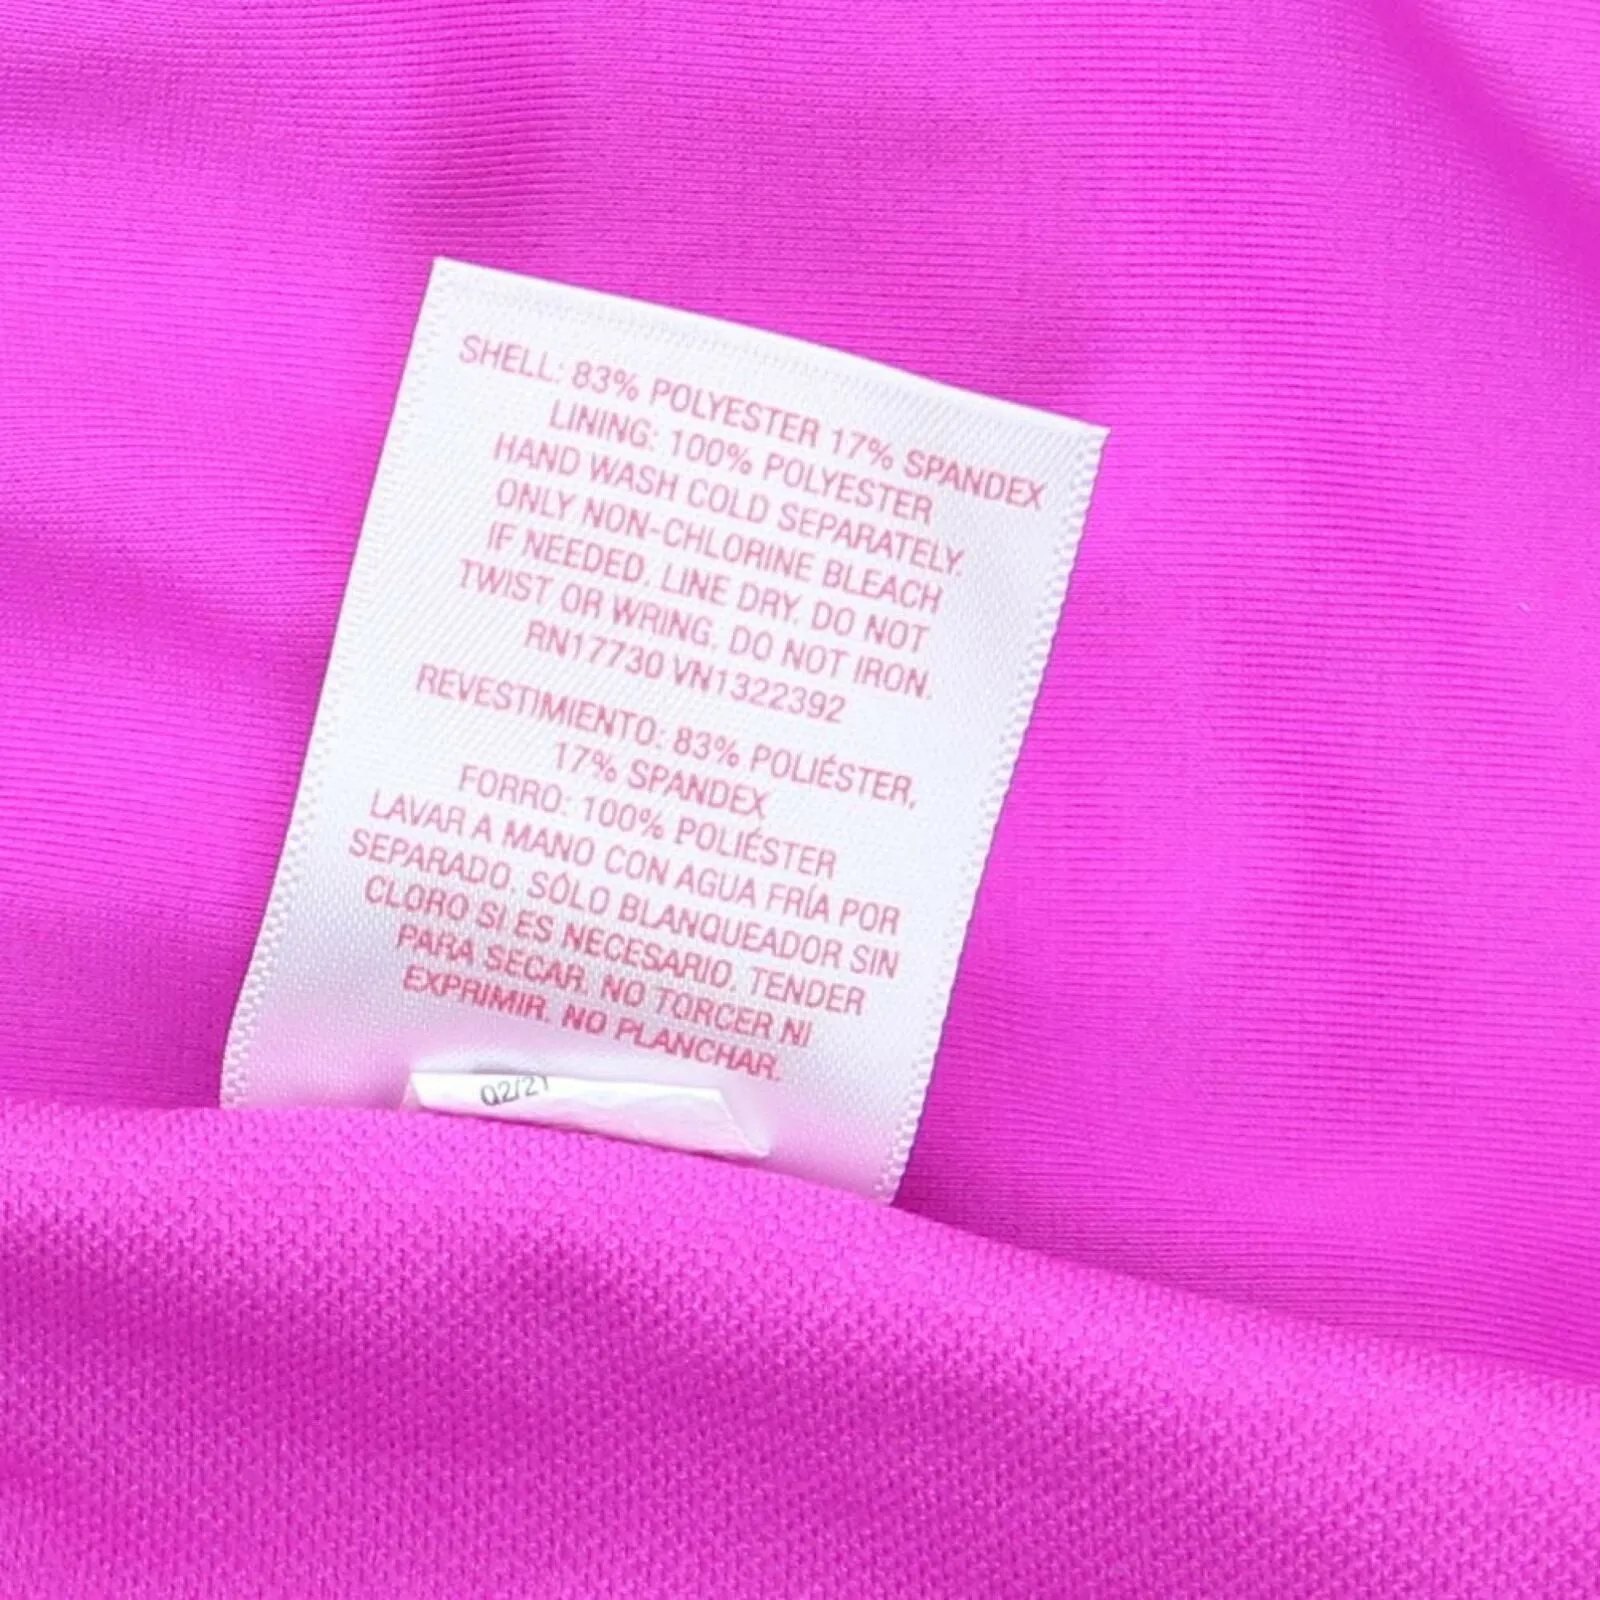 SHELL: 83% POLYESTER 17% SPANDEX
LINING: 100% POLYESTER
HAND WASH COLD SEPARATELY.
ONLY NON-CHLORINE BLEACH
IF NEEDED. LINE DRY. DO NOT
TWIST OR WRING. DO NOT IRON.
RN17730 VN1322392
REVESTIMIENTO: 83% POLIÉSTER,
17% SPANDEX
FORRO: 100% POLIÉSTER
LAVAR A MANO CON AGUA FRÍA POR
SEPARADO. SÓLO BLANQUEADOR SIN
CLORO SI ES NECESARIO. TENDER
PARA SECAR. NO TORCER NI
EXPRIMIR. NO PLANCHAR.
02/21